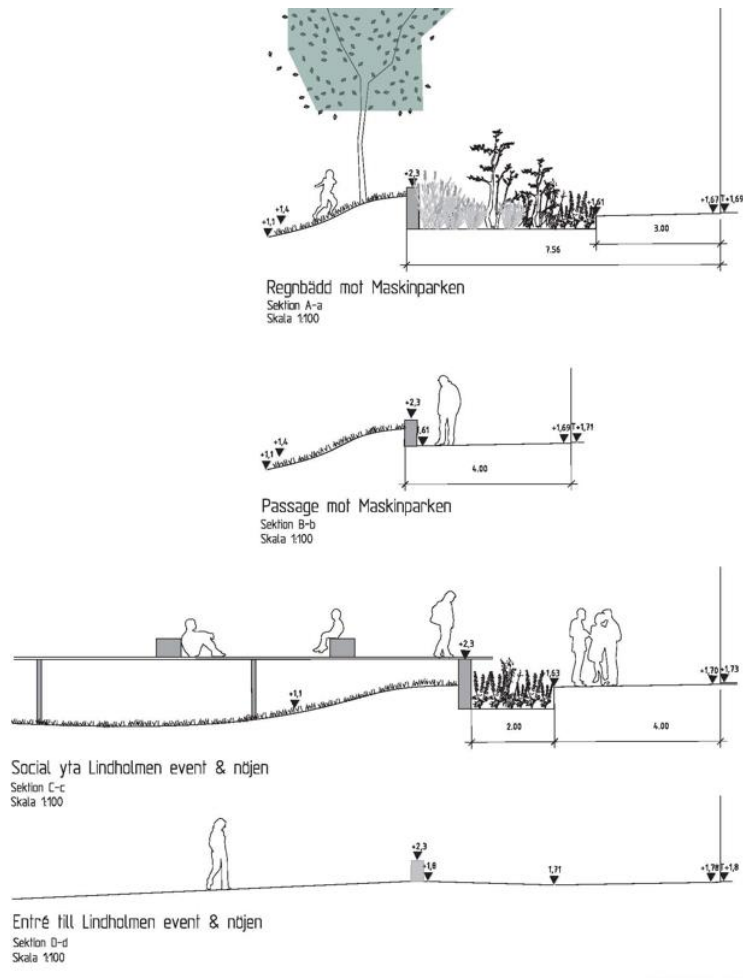 +2,3
+1,4
+1,1
1,61
+1,67 T+1,69
3.00
7.56
Regnbädd mot Maskinparken
Sektion A-a
Skala 1:100
+2,3
+1,4
+1,1
1,61
+1,69 T+1,71
4.00
Passage mot Maskinparken
Sektion B-b
Skala 1:100
+2,3
+1,1
1,63
+1,70 T+1,73
2.00
4.00
Social yta Lindholmen event & nöjen
Sektion C-c
Skala 1:100
+2,3
+1,8
1,71
+1,78 T+1,8
Entré till Lindholmen event & nöjen
Sektion D-d
Skala 1:100